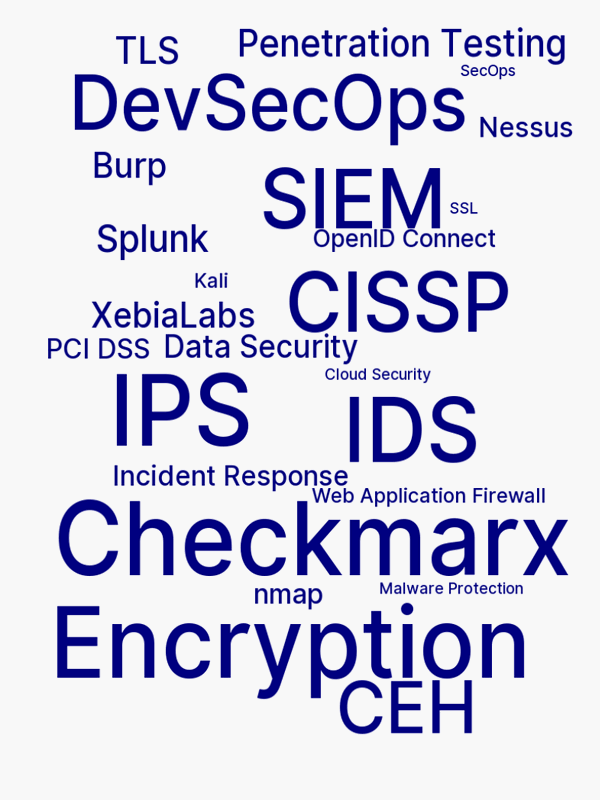 TLS
Penetration Testing
SecOps
DevSecOps
Nessus
Burp
SIEM
SSL
Splunk
OpenID Connect
Kali
CISSP
XebiaLabs
PCI DSS
Data Security
Cloud Security
IPS
IDS
Incident Response
Web Application Firewall
Checkmarx
nmap
Malware Protection
Encryption
CEH